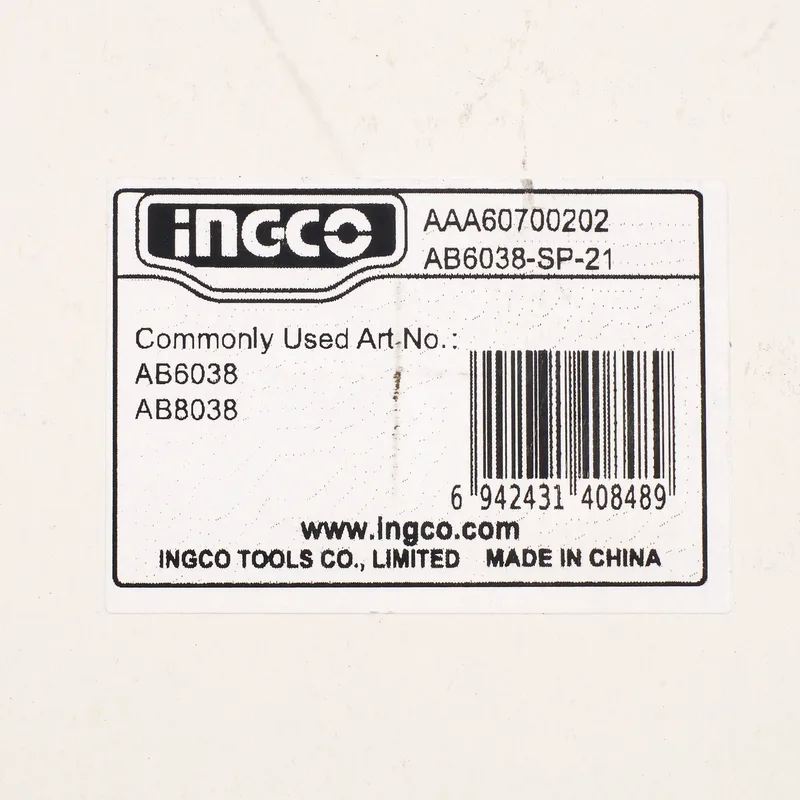 INGCO
AAA60700202
AB6038-SP-21
Commonly Used Art No.:
AB6038
AB8038
6 942431 408489
www.Ingco.com
INGCO TOOLS CO., LIMITED MADE IN CHINA